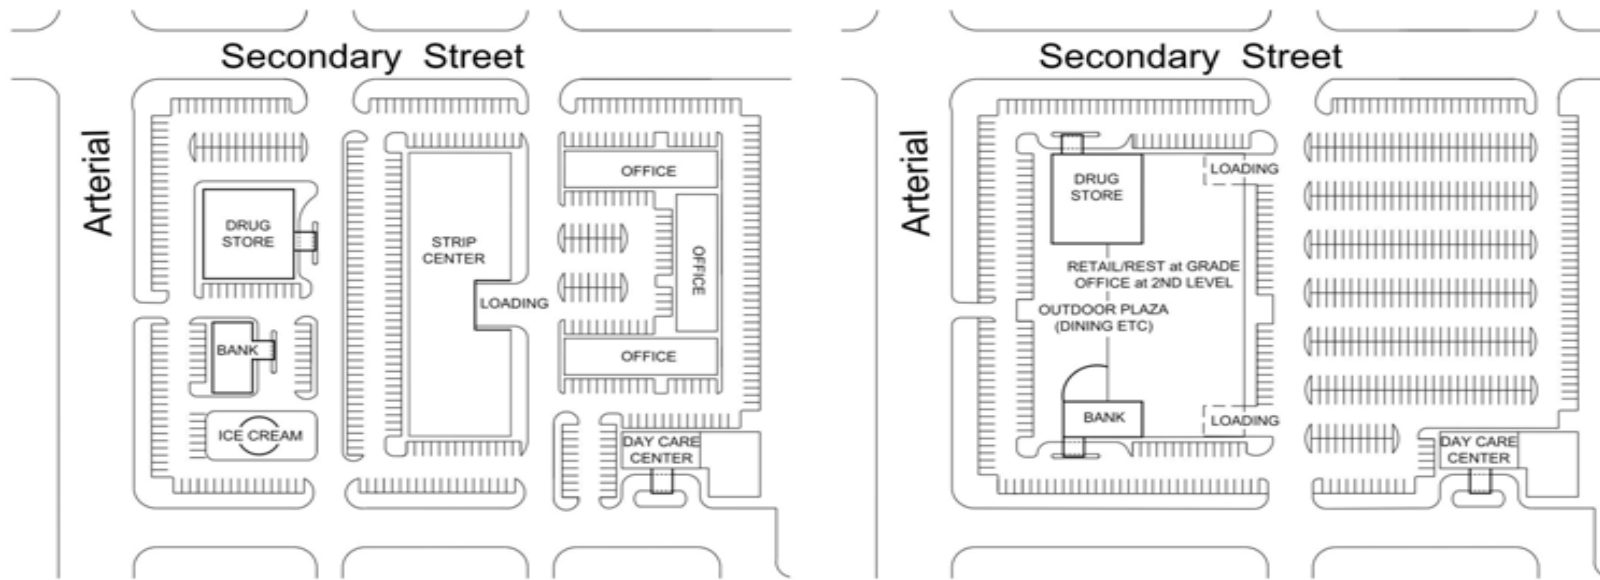 Secondary Street
Arterial
DRUG
STORE
BANK
ICE CREAM
STRIP
CENTER
LOADING
OFFICE
OFFICE
OFFICE
DAY CARE
CENTER
Secondary Street
Arterial
DRUG
STORE
LOADING
RETAIL/REST at GRADE
OFFICE at 2ND LEVEL
OUTDOOR PLAZA
(DINING ETC)
BANK
LOADING
DAY CARE
CENTER